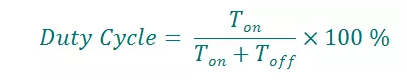 Duty Cycle = T_on / (T_on + T_off) × 100 %